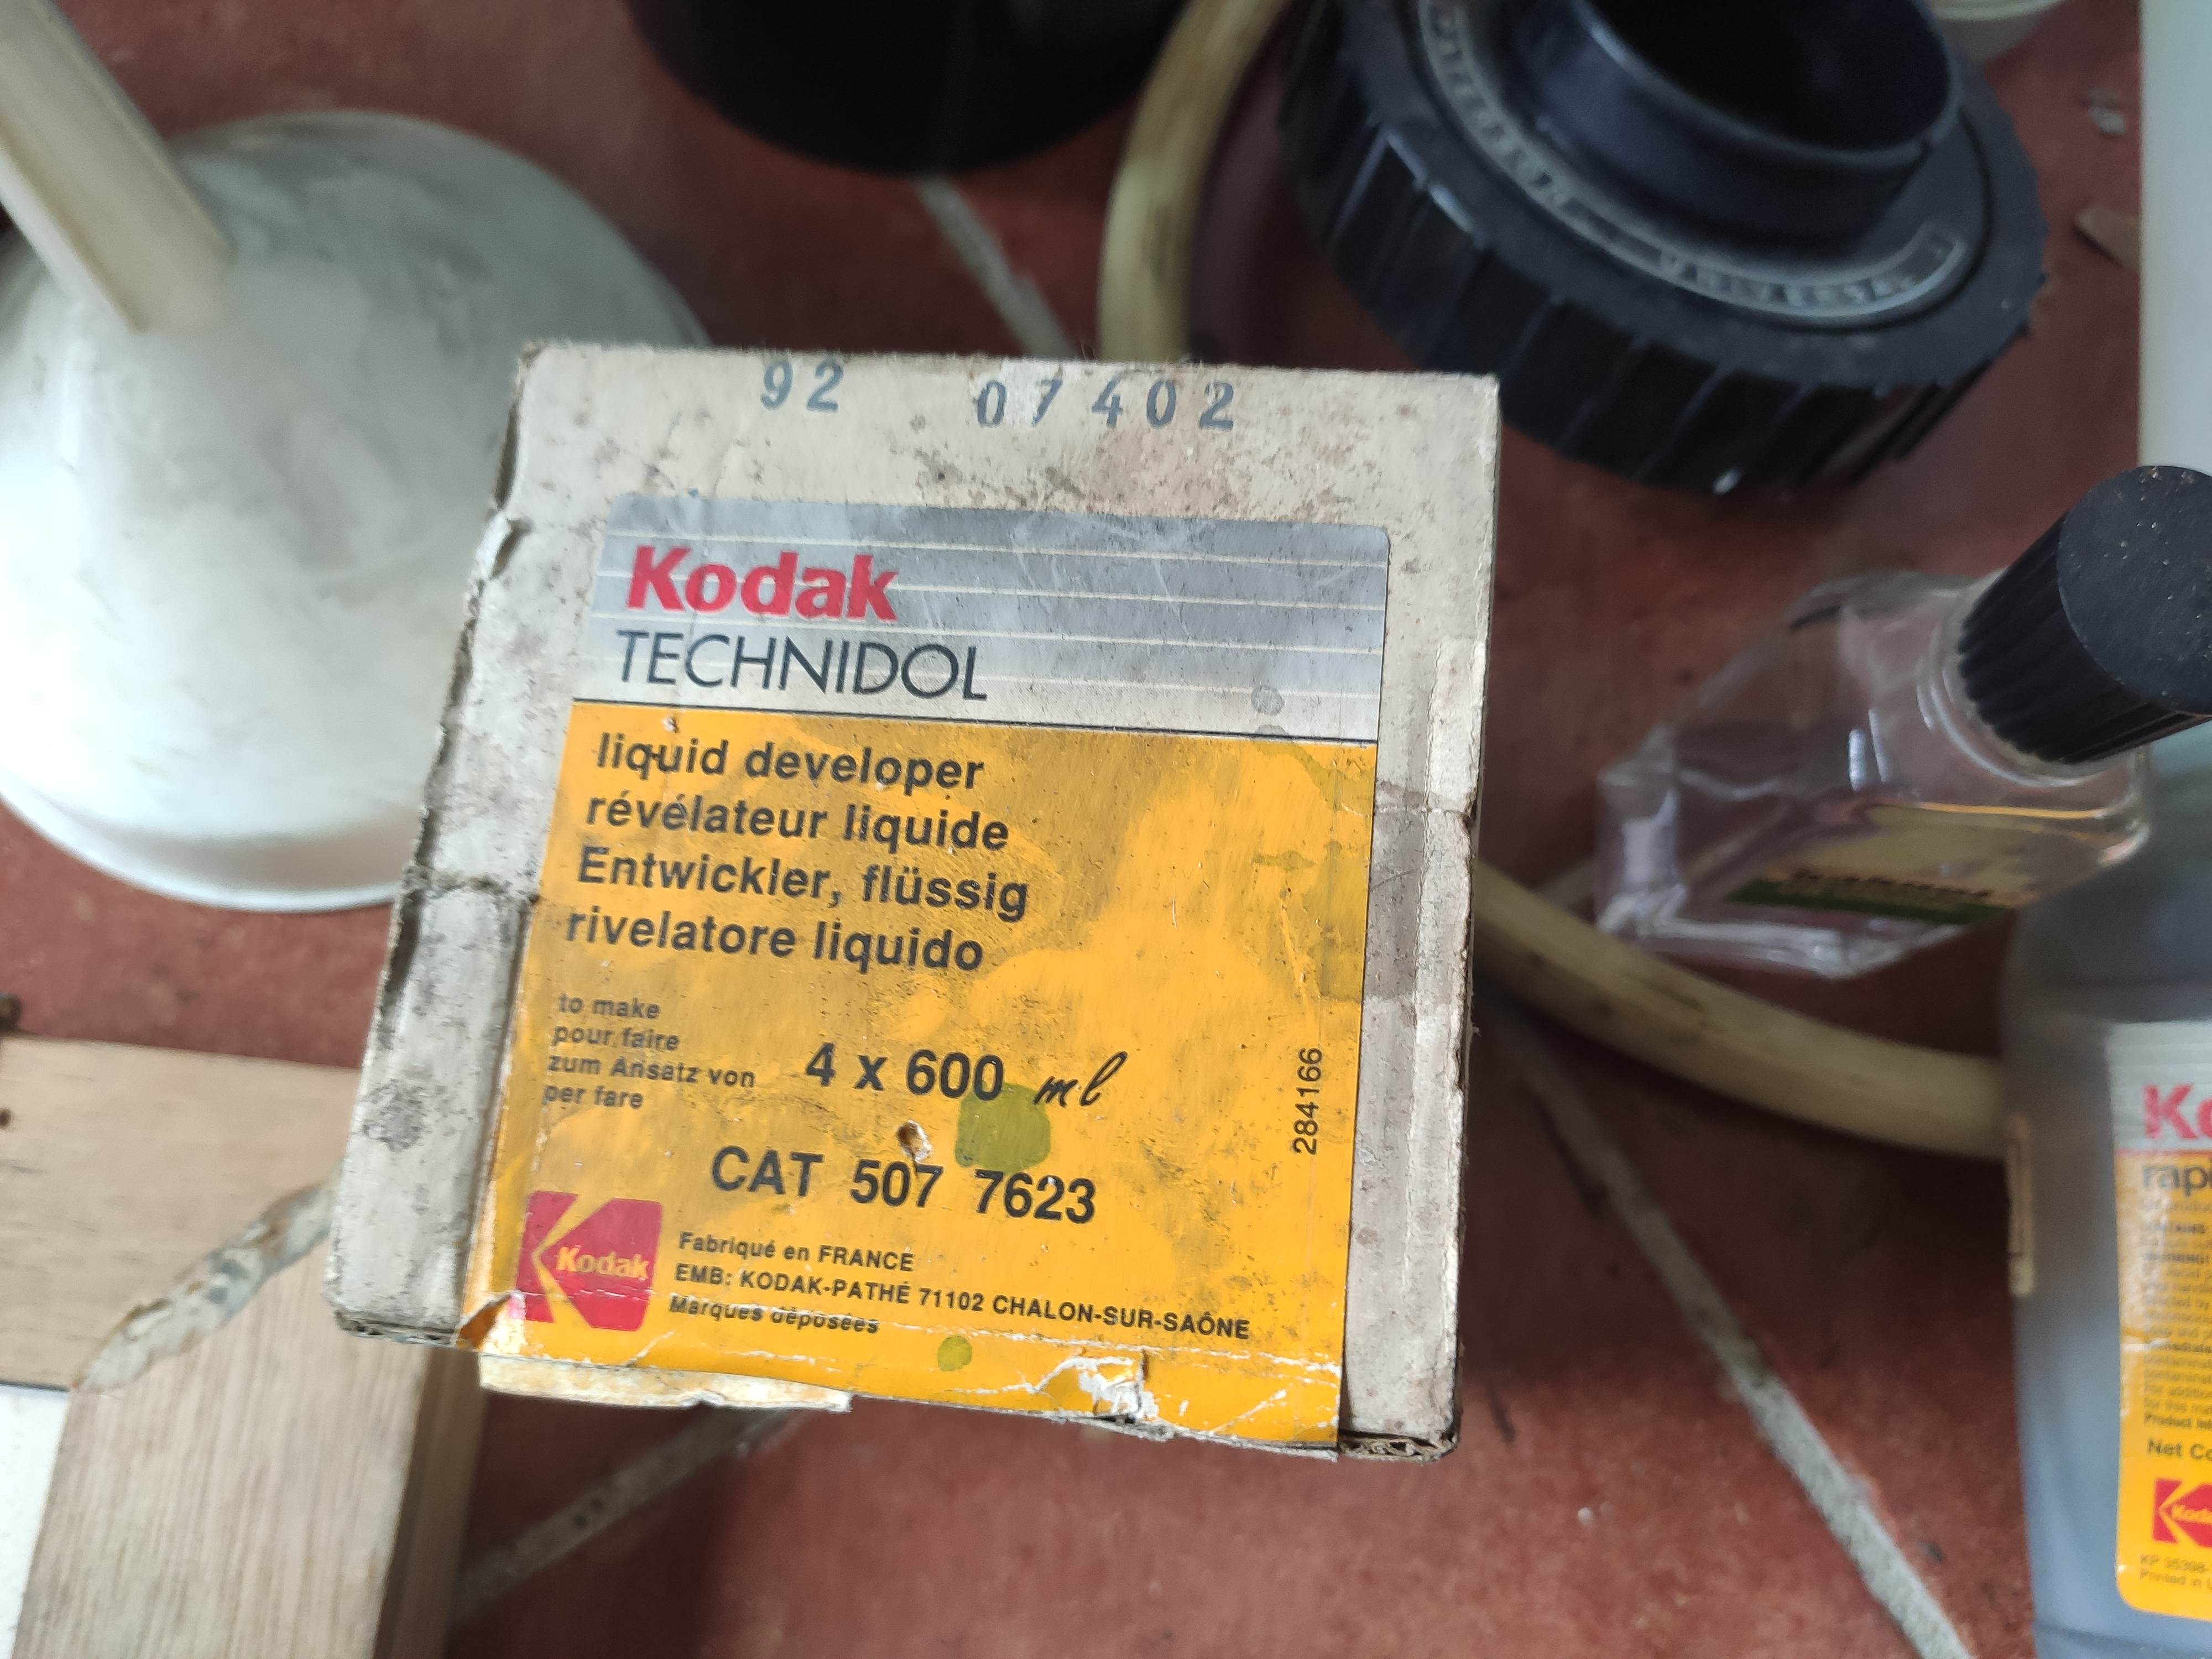 92 07402
Kodak
TECHNIDOL
liquid developer
révélateur liquide
Entwickler, flüssig
rivelatore liquido
to make
pour faire
zum Ansatz von
per fare
4 x 600 ml
284166
CAT 507 7623
Kodak
Fabriqué en FRANCE
EMB: KODAK-PATHÉ 71102 CHALON-SUR-SAÔNE
Marques déposées
Net